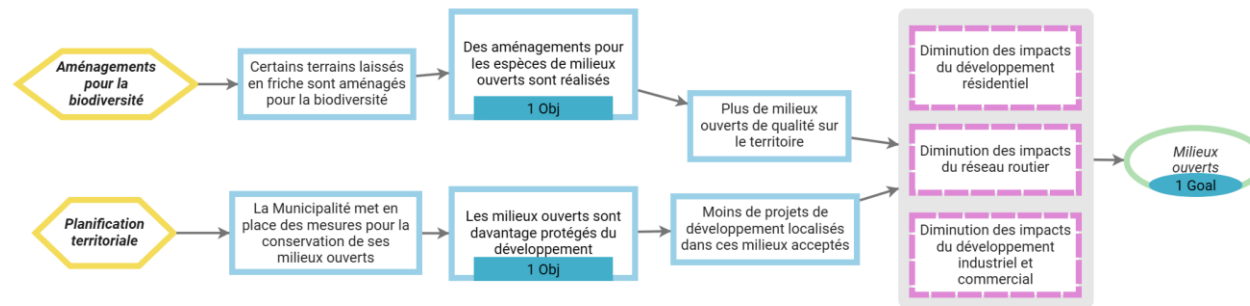 Aménagements
pour la
biodiversité
Certains terrains laissés
en friche sont aménagés
pour la biodiversité
Des aménagements pour
les espèces de milieux
ouverts sont réalisés
1 Obj
Plus de milieux
ouverts de qualité sur
le territoire
Planification
territoriale
La Municipalité met en
place des mesures pour la
conservation de ses
milieux ouverts
Les milieux ouverts sont
davantage protégés du
développement
1 Obj
Moins de projets de
développement localisés
dans ces milieux acceptés
Diminution des impacts
du développement
résidentiel
Diminution des impacts
du réseau routier
Diminution des impacts
du développement
industriel et
commercial
Milieux
ouverts
1 Goal